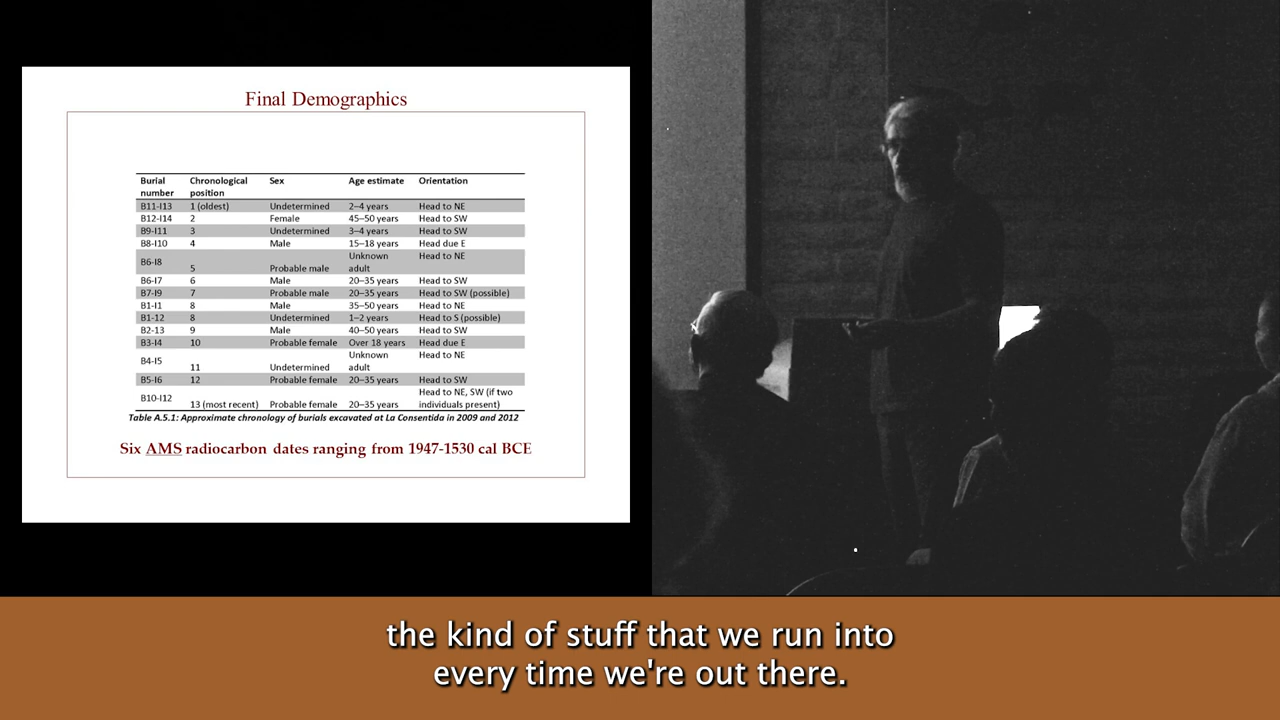 Final Demographics
Burial number Chronological position Sex Age estimate Orientation
B11-I13 1 (oldest) Undetermined 2–4 years Head to NE
B12-I14 2 Female 45–50 years Head to SW
B9-I11 3 Undetermined 3–4 years Head to SW
B8-I10 4 Male 15–18 years Head due E
B6-I8 5 Probable male Unknown adult Head to NE
B6-I7 6 Male 20–35 years Head to SW
B7-I9 7 Probable male 20–35 years Head to SW (possible)
B1-I1 8 Male 35–50 years Head to NE
B1-12 8 Undetermined 1–2 years Head to S (possible)
B2-13 9 Male 40–50 years Head to SW
B3-I4 10 Probable female Over 18 years Head due E
B4-I5 11 Undetermined Unknown adult Head to NE
B5-I6 12 Probable female 20–35 years Head to SW
B10-I12 13 (most recent) Probable female 20–35 years Head to NE, SW (if two individuals present)
Table A.5.1: Approximate chronology of burials excavated at La Consentida in 2009 and 2012
Six AMS radiocarbon dates ranging from 1947-1530 cal BCE
the kind of stuff that we run into
every time we're out there.